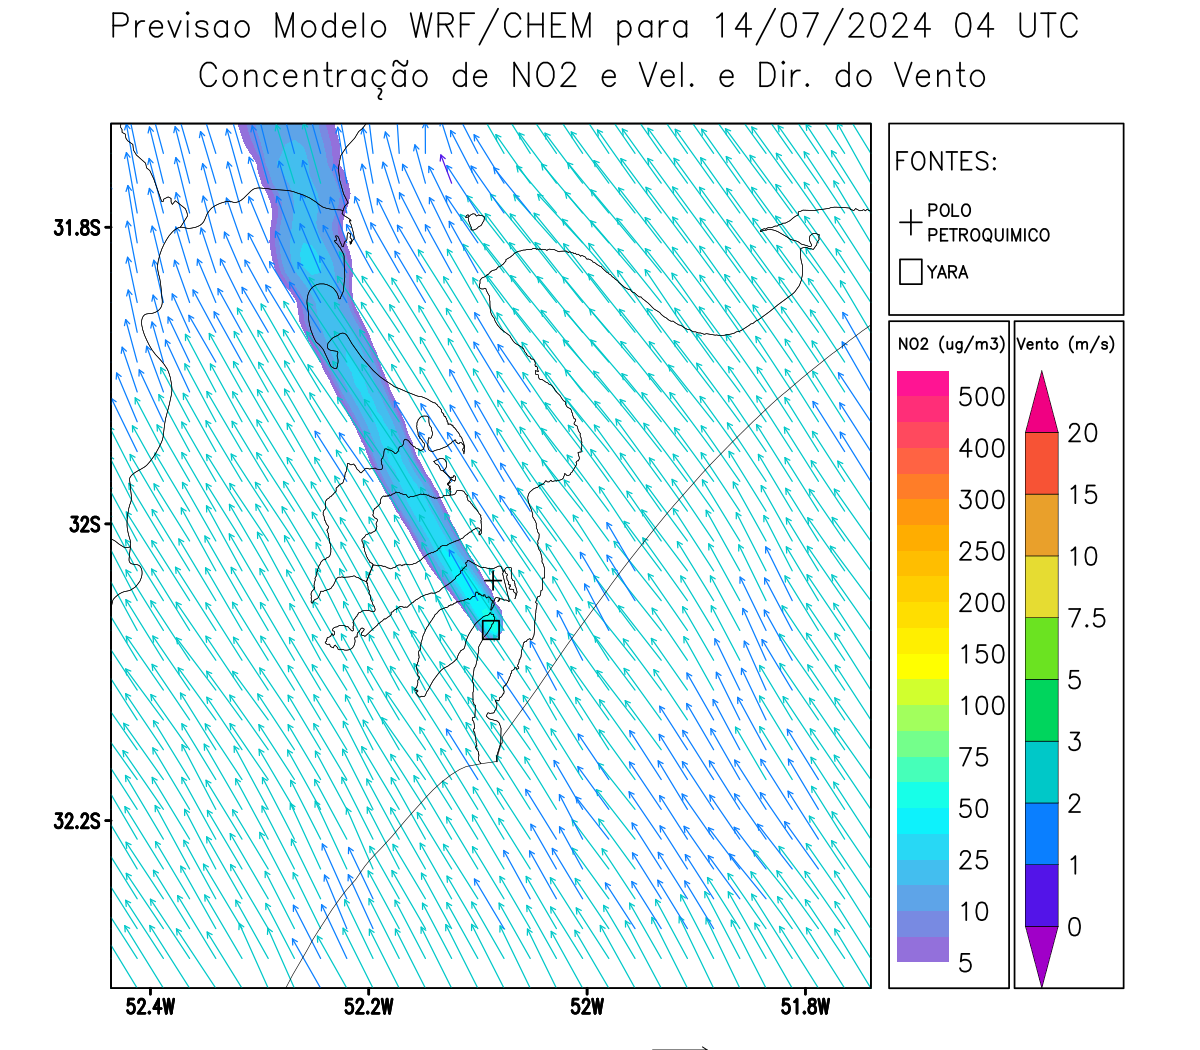 Previsao Modelo WRF/CHEM para 14/07/2024 04 UTC
Concentração de NO2 e Vel. e Dir. do Vento
FONTES:
POLO
PETROQUIMICO
YARA
NO2 (ug/m3)
500
400
300
250
200
150
100
75
50
25
10
5
Vento (m/s)
20
15
10
7.5
5
3
2
1
0
31.8S
32S
32.2S
52.4W
52.2W
52W
51.8W